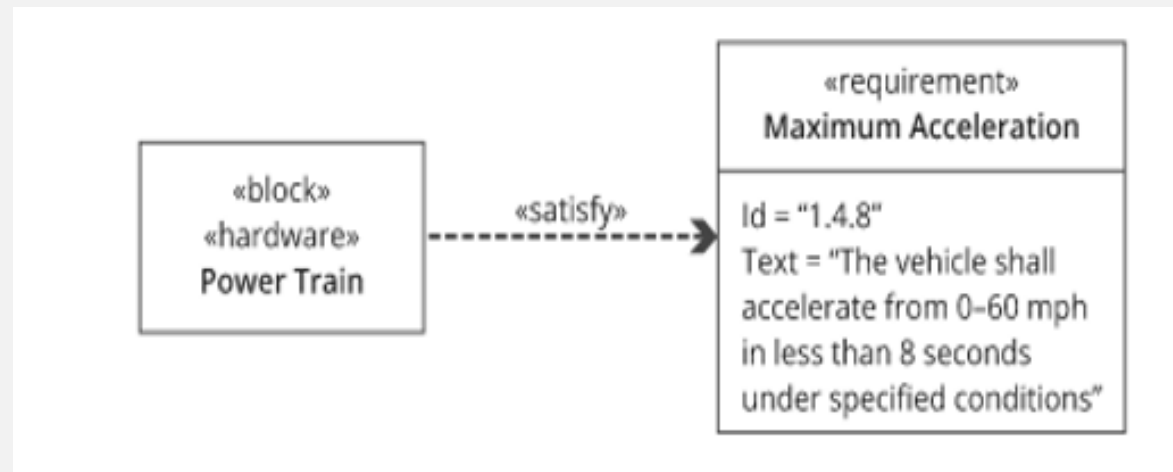 «block»
«hardware»
Power Train
«satisfy»
«requirement»
Maximum Acceleration
Id = “1.4.8”
Text = “The vehicle shall
accelerate from 0–60 mph
in less than 8 seconds
under specified conditions”